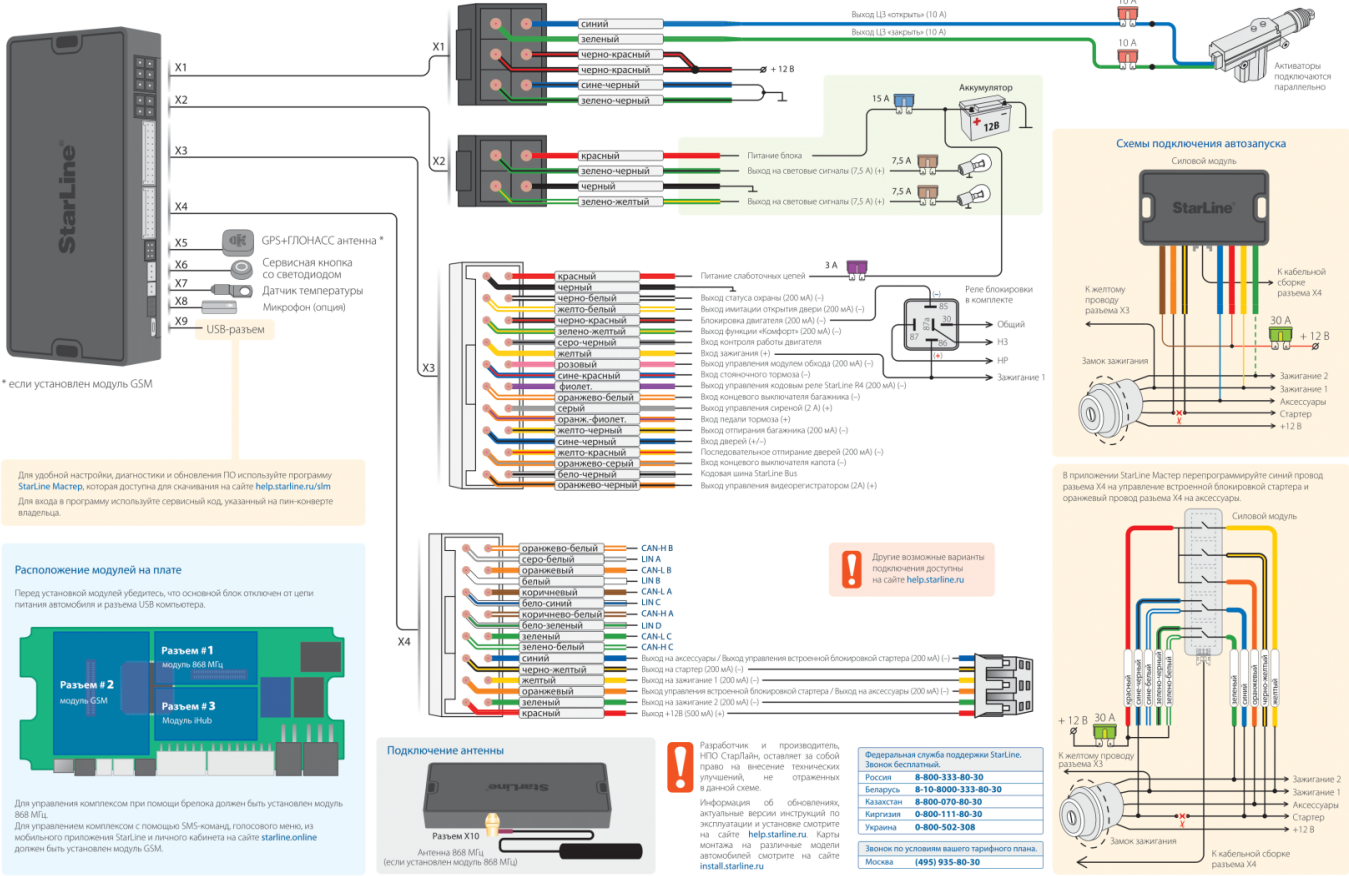 StarLine®
X1
X2
X3
X4
X5
X6
X7
X8
X9
GPS+ГЛОНАСС антенна *
Сервисная кнопка
со светодиодом
Датчик температуры
Микрофон (опция)
USB-разъем
* если установлен модуль GSM
Для удобной настройки, диагностики и обновления ПО используйте программу
StarLine Мастер, которая доступна для скачивания на сайте help.starline.ru/slm
Для входа в программу используйте сервисный код, указанный на пин-конверте
владельца.
Расположение модулей на плате
Перед установкой модулей убедитесь, что основной блок отключен от цепи
питания автомобиля и разъема USB компьютера.
Разъем #1
модуль 868 МГц
Разъем #2
модуль GSM
Разъем #3
Модуль iHub
Для управления комплексом при помощи брелока должен быть установлен модуль
868 МГц.
Для управлением комплексом с помощью SMS-команд, голосового меню, из
мобильного приложения StarLine и личного кабинета на сайте starline.online
должен быть установлен модуль GSM.
X1
синий
зеленый
черно-красный
черно-красный
сине-черный
зелено-черный
Выход ЦЗ «открыть» (10 А)
Выход ЦЗ «закрыть» (10 А)
+ 12 В
10 А
10 А
Активаторы
подключаются
параллельно
X2
красный
зелено-черный
черный
зелено-желтый
Питание блока
Выход на световые сигналы (7,5 А) (+)
Выход на световые сигналы (7,5 А) (+)
15 А
7,5 А
7,5 А
Аккумулятор
12В
X3
красный
черный
черно-белый
желто-белый
черно-красный
зелено-желтый
серо-черный
желтый
розовый
сине-красный
фиолет.
оранжево-белый
серый
оранж.-фиолет.
желто-черный
сине-черный
желто-красный
оранжево-серый
бело-черный
оранжево-черный
Питание слаботочных цепей
Выход статуса охраны (200 мА) (–)
Выход имитации открытия двери (200 мА) (–)
Блокировка двигателя (200 мА) (–)
Выход функции «Комфорт» (200 мА) (–)
Вход контроля работы двигателя
Вход зажигания (+)
Выход управления модулем обхода (200 мА) (–)
Вход стояночного тормоза (–)
Выход управления кодовым реле StarLine R4 (200 мА) (–)
Вход концевого выключателя багажника (–)
Выход управления сиреной (2 А) (+)
Вход педали тормоза (+)
Выход отпирания багажника (200 мА) (–)
Вход дверей (+/–)
Последовательное отпирание дверей (200 мА) (–)
Вход концевого выключателя капота (–)
Кодовая шина StarLine Bus
Выход управления видеорегистратором (2А) (+)
3 А
Реле блокировки
в комплекте
(–)
85
87
87а
30
86
(+)
Общий
НЗ
НР
Зажигание 1
X4
оранжево-белый
серо-белый
оранжевый
белый
коричневый
бело-синий
коричнево-белый
бело-зеленый
зеленый
зелено-белый
синий
черно-желтый
желтый
оранжевый
зеленый
красный
CAN-H B
LIN A
CAN-L B
LIN B
CAN-L A
LIN C
CAN-H A
LIN D
CAN-L C
CAN-H C
Выход на аксессуары / Выход управления встроенной блокировкой стартера (200 мА) (–)
Выход на стартер (200 мА) (–)
Выход на зажигание 1 (200 мА) (–)
Выход управления встроенной блокировкой стартера / Выход на аксессуары (200 мА) (–)
Выход на зажигание 2 (200 мА) (–)
Выход +12В (500 мА) (+)
Другие возможные варианты
подключения доступны
на сайте help.starline.ru
Подключение антенны
StarLine®
Разъем X10
Антенна 868 МГц
(если установлен модуль 868 МГц)
Разработчик и производитель,
НПО СтарЛайн, оставляет за собой
право на внесение технических
улучшений, не отраженных
в данной схеме.
Информация об обновлениях,
актуальные версии инструкций по
эксплуатации и установке смотрите
на сайте help.starline.ru. Карты
монтажа на различные модели
автомобилей смотрите на сайте
install.starline.ru
Федеральная служба поддержки StarLine.
Звонок бесплатный.
Россия 8-800-333-80-30
Беларусь 8-10-8000-333-80-30
Казахстан 8-800-070-80-30
Киргизия 0-800-111-80-30
Украина 0-800-502-308
Звонок по условиям вашего тарифного плана.
Москва (495) 935-80-30
Схемы подключения автозапуска
Силовой модуль
StarLine®
К кабельной
сборке
разъема X4
К желтому
проводу
разъема X3
30 А
+ 12 В
Замок зажигания
Зажигание 2
Зажигание 1
Аксессуары
Стартер
+12 В
В приложении StarLine Мастер перепрограммируйте синий провод
разъема X4 на управление встроенной блокировкой стартера и
оранжевый провод разъема X4 на аксессуары.
Силовой модуль
красный
сине-черный
сине-белый
зелено-черный
зелено-белый
зеленый
синий
оранжевый
черно-желтый
желтый
+ 12 В
30 А
К желтому проводу
разъема X3
Зажигание 2
Зажигание 1
Аксессуары
Стартер
+12 В
Замок зажигания
К кабельной сборке
разъема X4